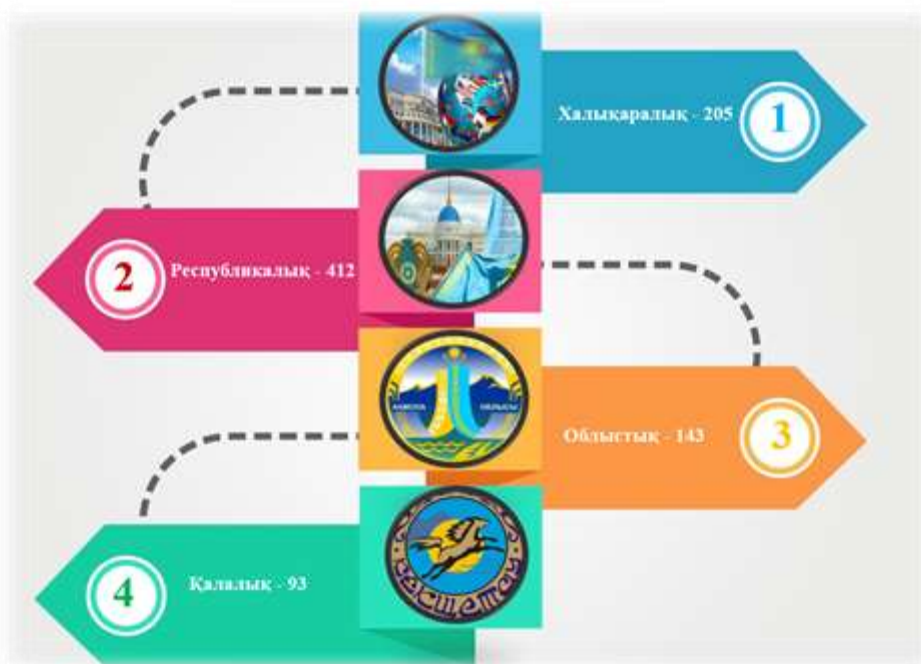 Халықаралық - 205
1
2
Республикалық - 412
Облыстық - 143
3
4
Қалалық - 93